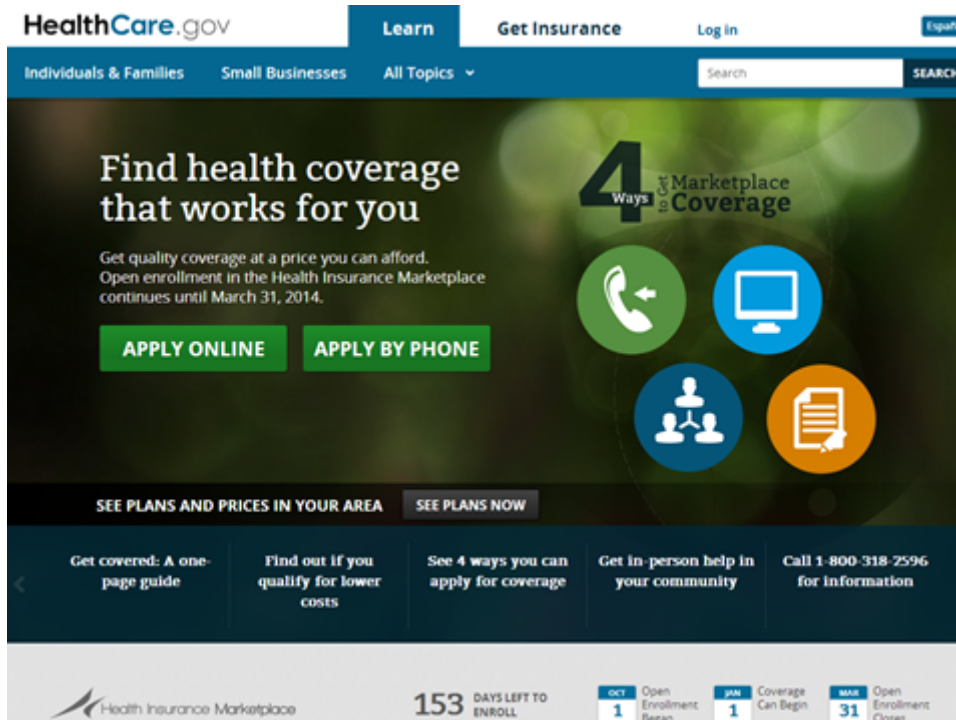 HealthCare.gov
Learn
Get Insurance
Log in
Españ
Individuals & Families
Small Businesses
All Topics
Search
SEARCH
Find health coverage
that works for you
Get quality coverage at a price you can afford.
Open enrollment in the Health Insurance Marketplace
continues until March 31, 2014.
APPLY ONLINE
APPLY BY PHONE
4 Ways to Get Marketplace Coverage
SEE PLANS AND PRICES IN YOUR AREA
SEE PLANS NOW
Get covered: A one-
page guide
Find out if you
qualify for lower
costs
See 4 ways you can
apply for coverage
Get in-person help in
your community
Call 1-800-318-2596
for information
Health Insurance Marketplace
153 DAYS LEFT TO
ENROLL
OCT
1
Open
Enrollment
Began
JAN
1
Coverage
Can Begin
MAR
31
Open
Enrollment
Closes